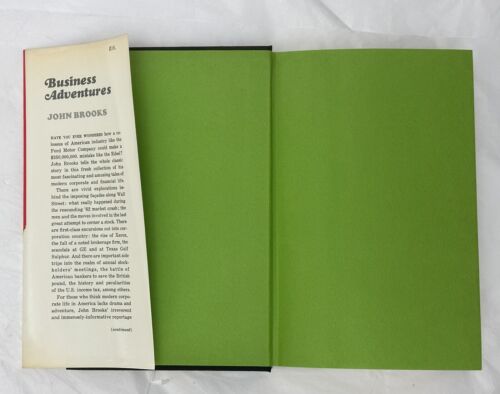 Business
Adventures
JOHN BROOKS
HAVE YOU EVER WONDERED how a co-
lossus of American industry like the
Ford Motor Company could make a
$350,000,000. mistake like the Edsel?
John Brooks tells the whole classic
story in this fresh collection of his
most fascinating and amusing tales of
modern corporate and financial life.
There are vivid explorations be-
hind the imposing façades along Wall
Street: what really happened during
the resounding '62 market crash; the
men and the moves involved in the last
great attempt to corner a stock. There
are first-class excursions out into cor-
poration country: the rise of Xerox,
the fall of a noted brokerage firm, the
scandals at GE and at Texas Gulf
Sulphur. And there are important side
trips into the realm of annual stock-
holders' meetings, the battle of
American bankers to save the British
pound, the history and peculiarities
of the U.S. income tax, among others.
For those who think modern corpo-
rate life in America lacks drama and
adventure, John Brooks' irreverent
and immensely-informative reportage
(continued)